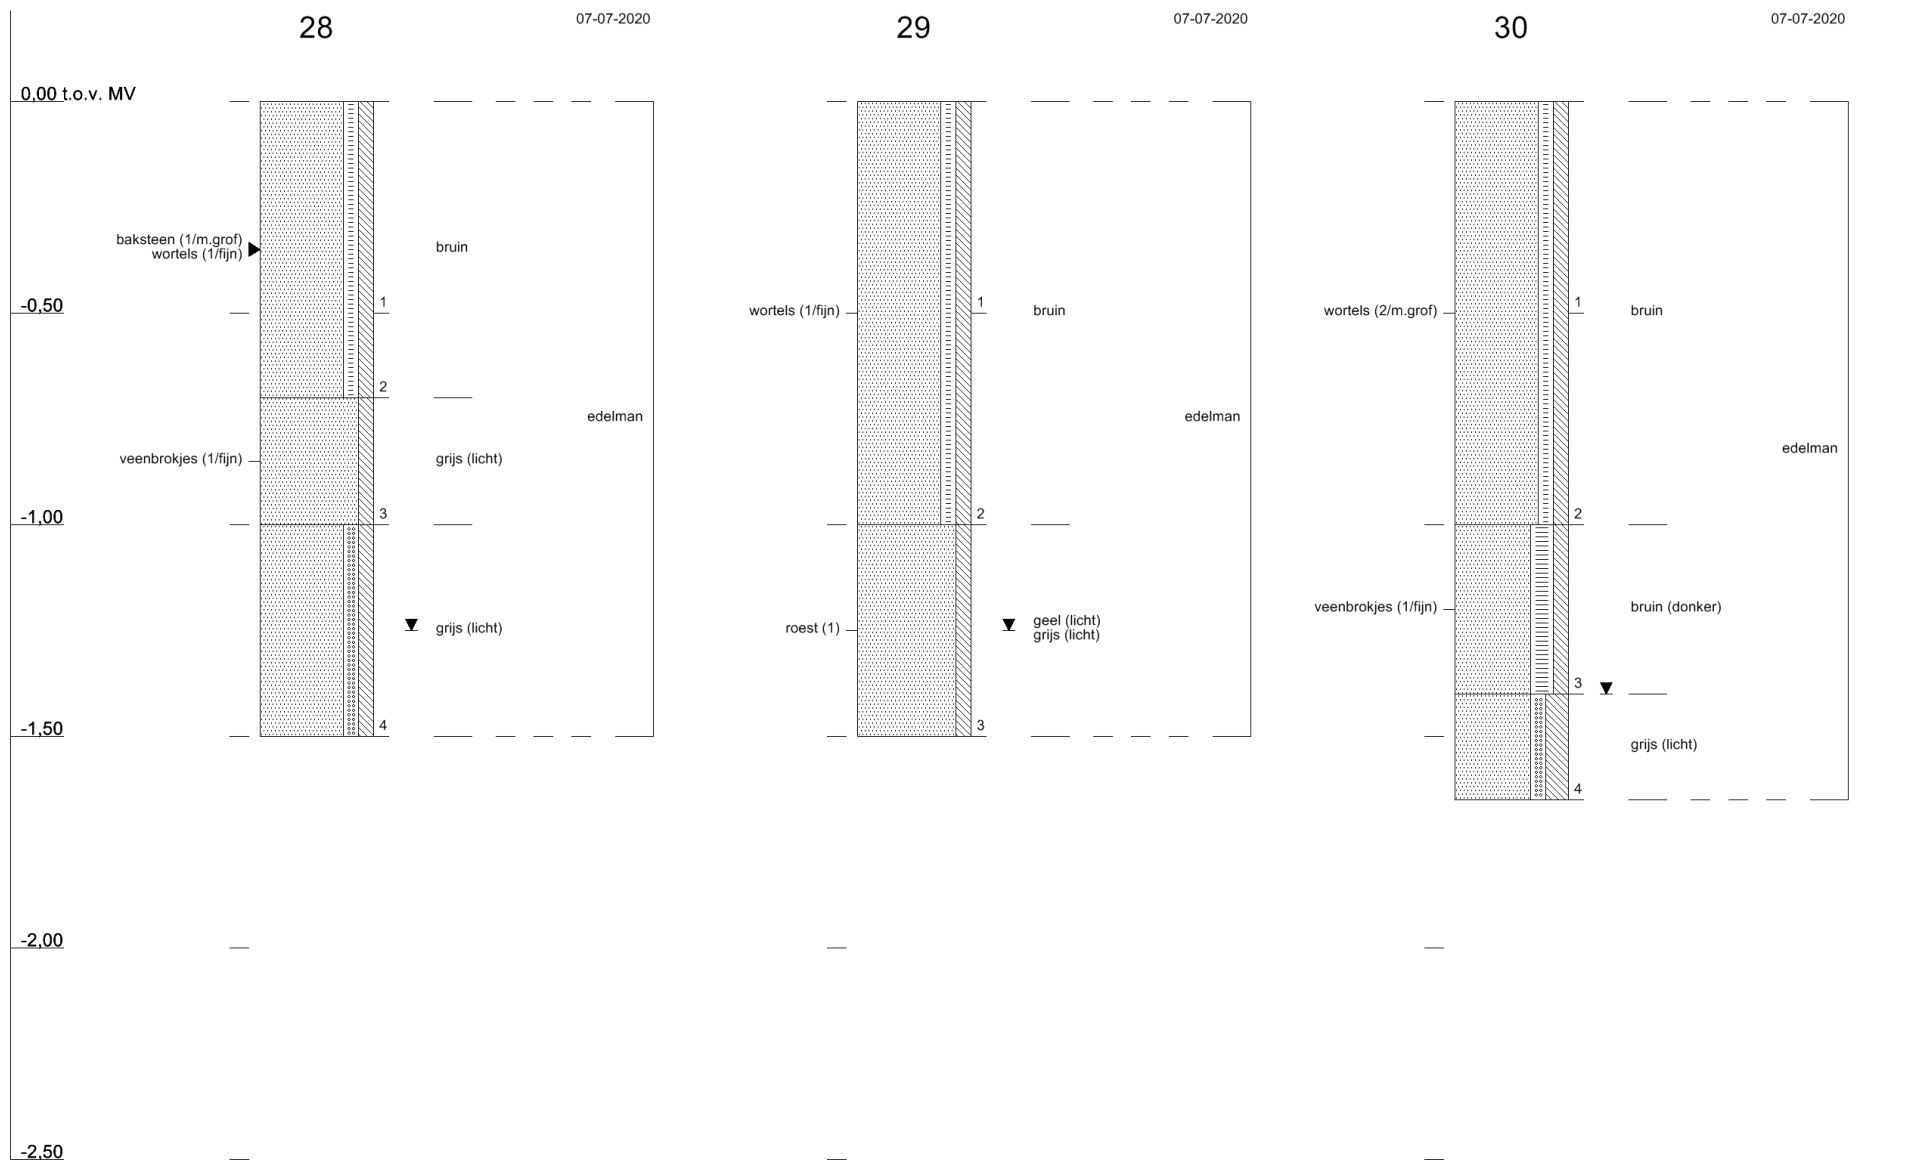 28
07-07-2020
29
07-07-2020
30
07-07-2020
0,00 t.o.v. MV
baksteen (1/m.grof)
wortels (1/fijn)
bruin
-0,50
1
wortels (1/fijn)
1
bruin
wortels (2/m.grof)
1
bruin
2
edelman
edelman
edelman
veenbrokjes (1/fijn)
grijs (licht)
-1,00
3
2
2
veenbrokjes (1/fijn)
bruin (donker)
grijs (licht)
roest (1)
geel (licht)
grijs (licht)
3
-1,50
4
3
grijs (licht)
4
-2,00
-2,50